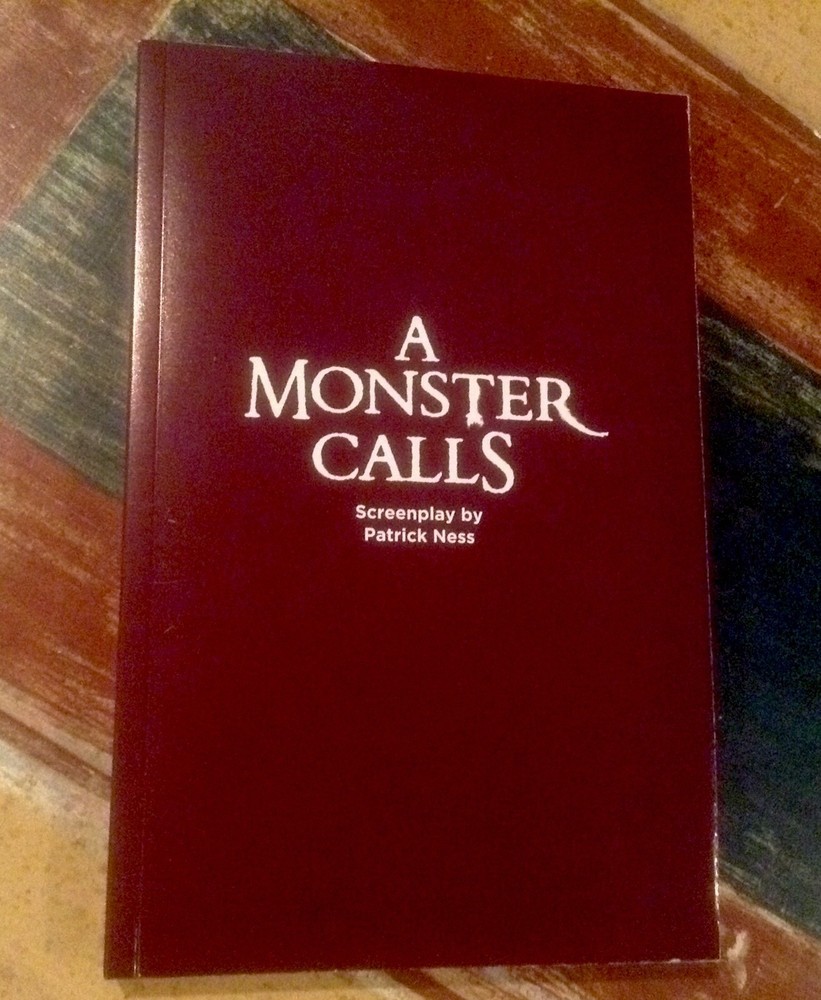 A
MONSTER
CALLS
Screenplay by
Patrick Ness